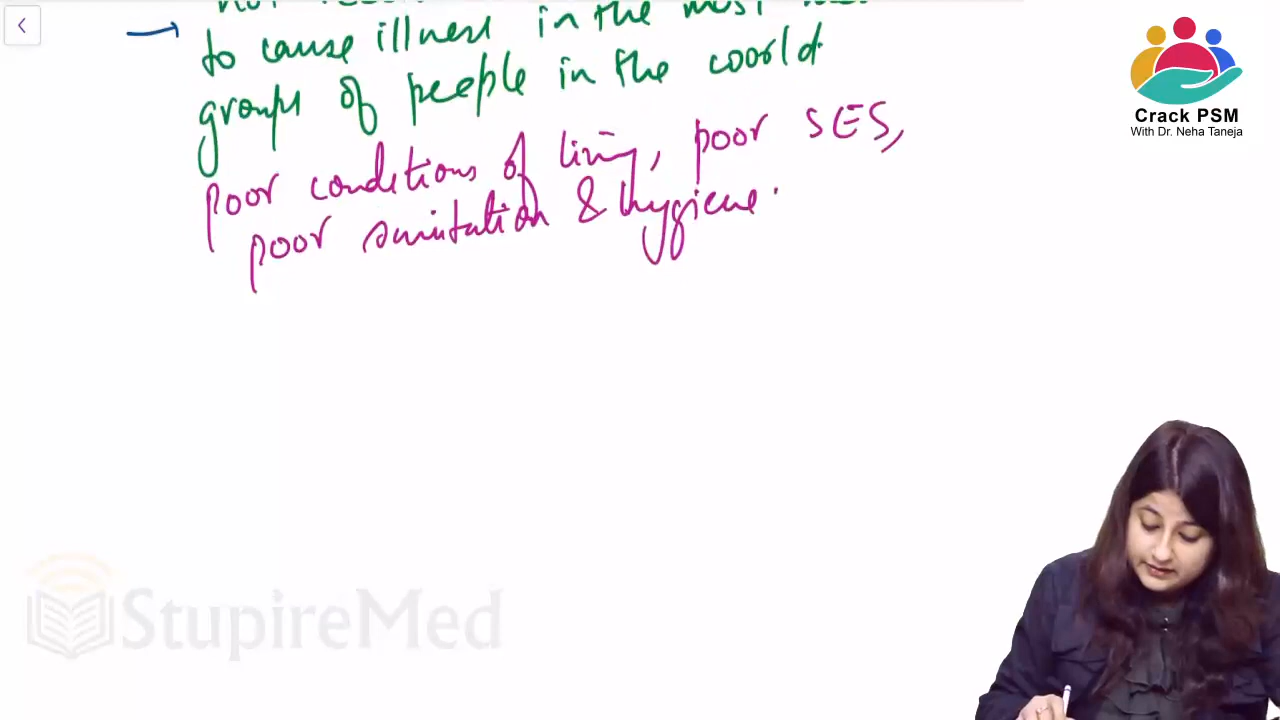 to cause illness in the most
groups of people in the world.
poor conditions of living, poor SES,
poor sanitation & hygiene.
Crack PSM
With Dr. Neha Taneja
StupireMed